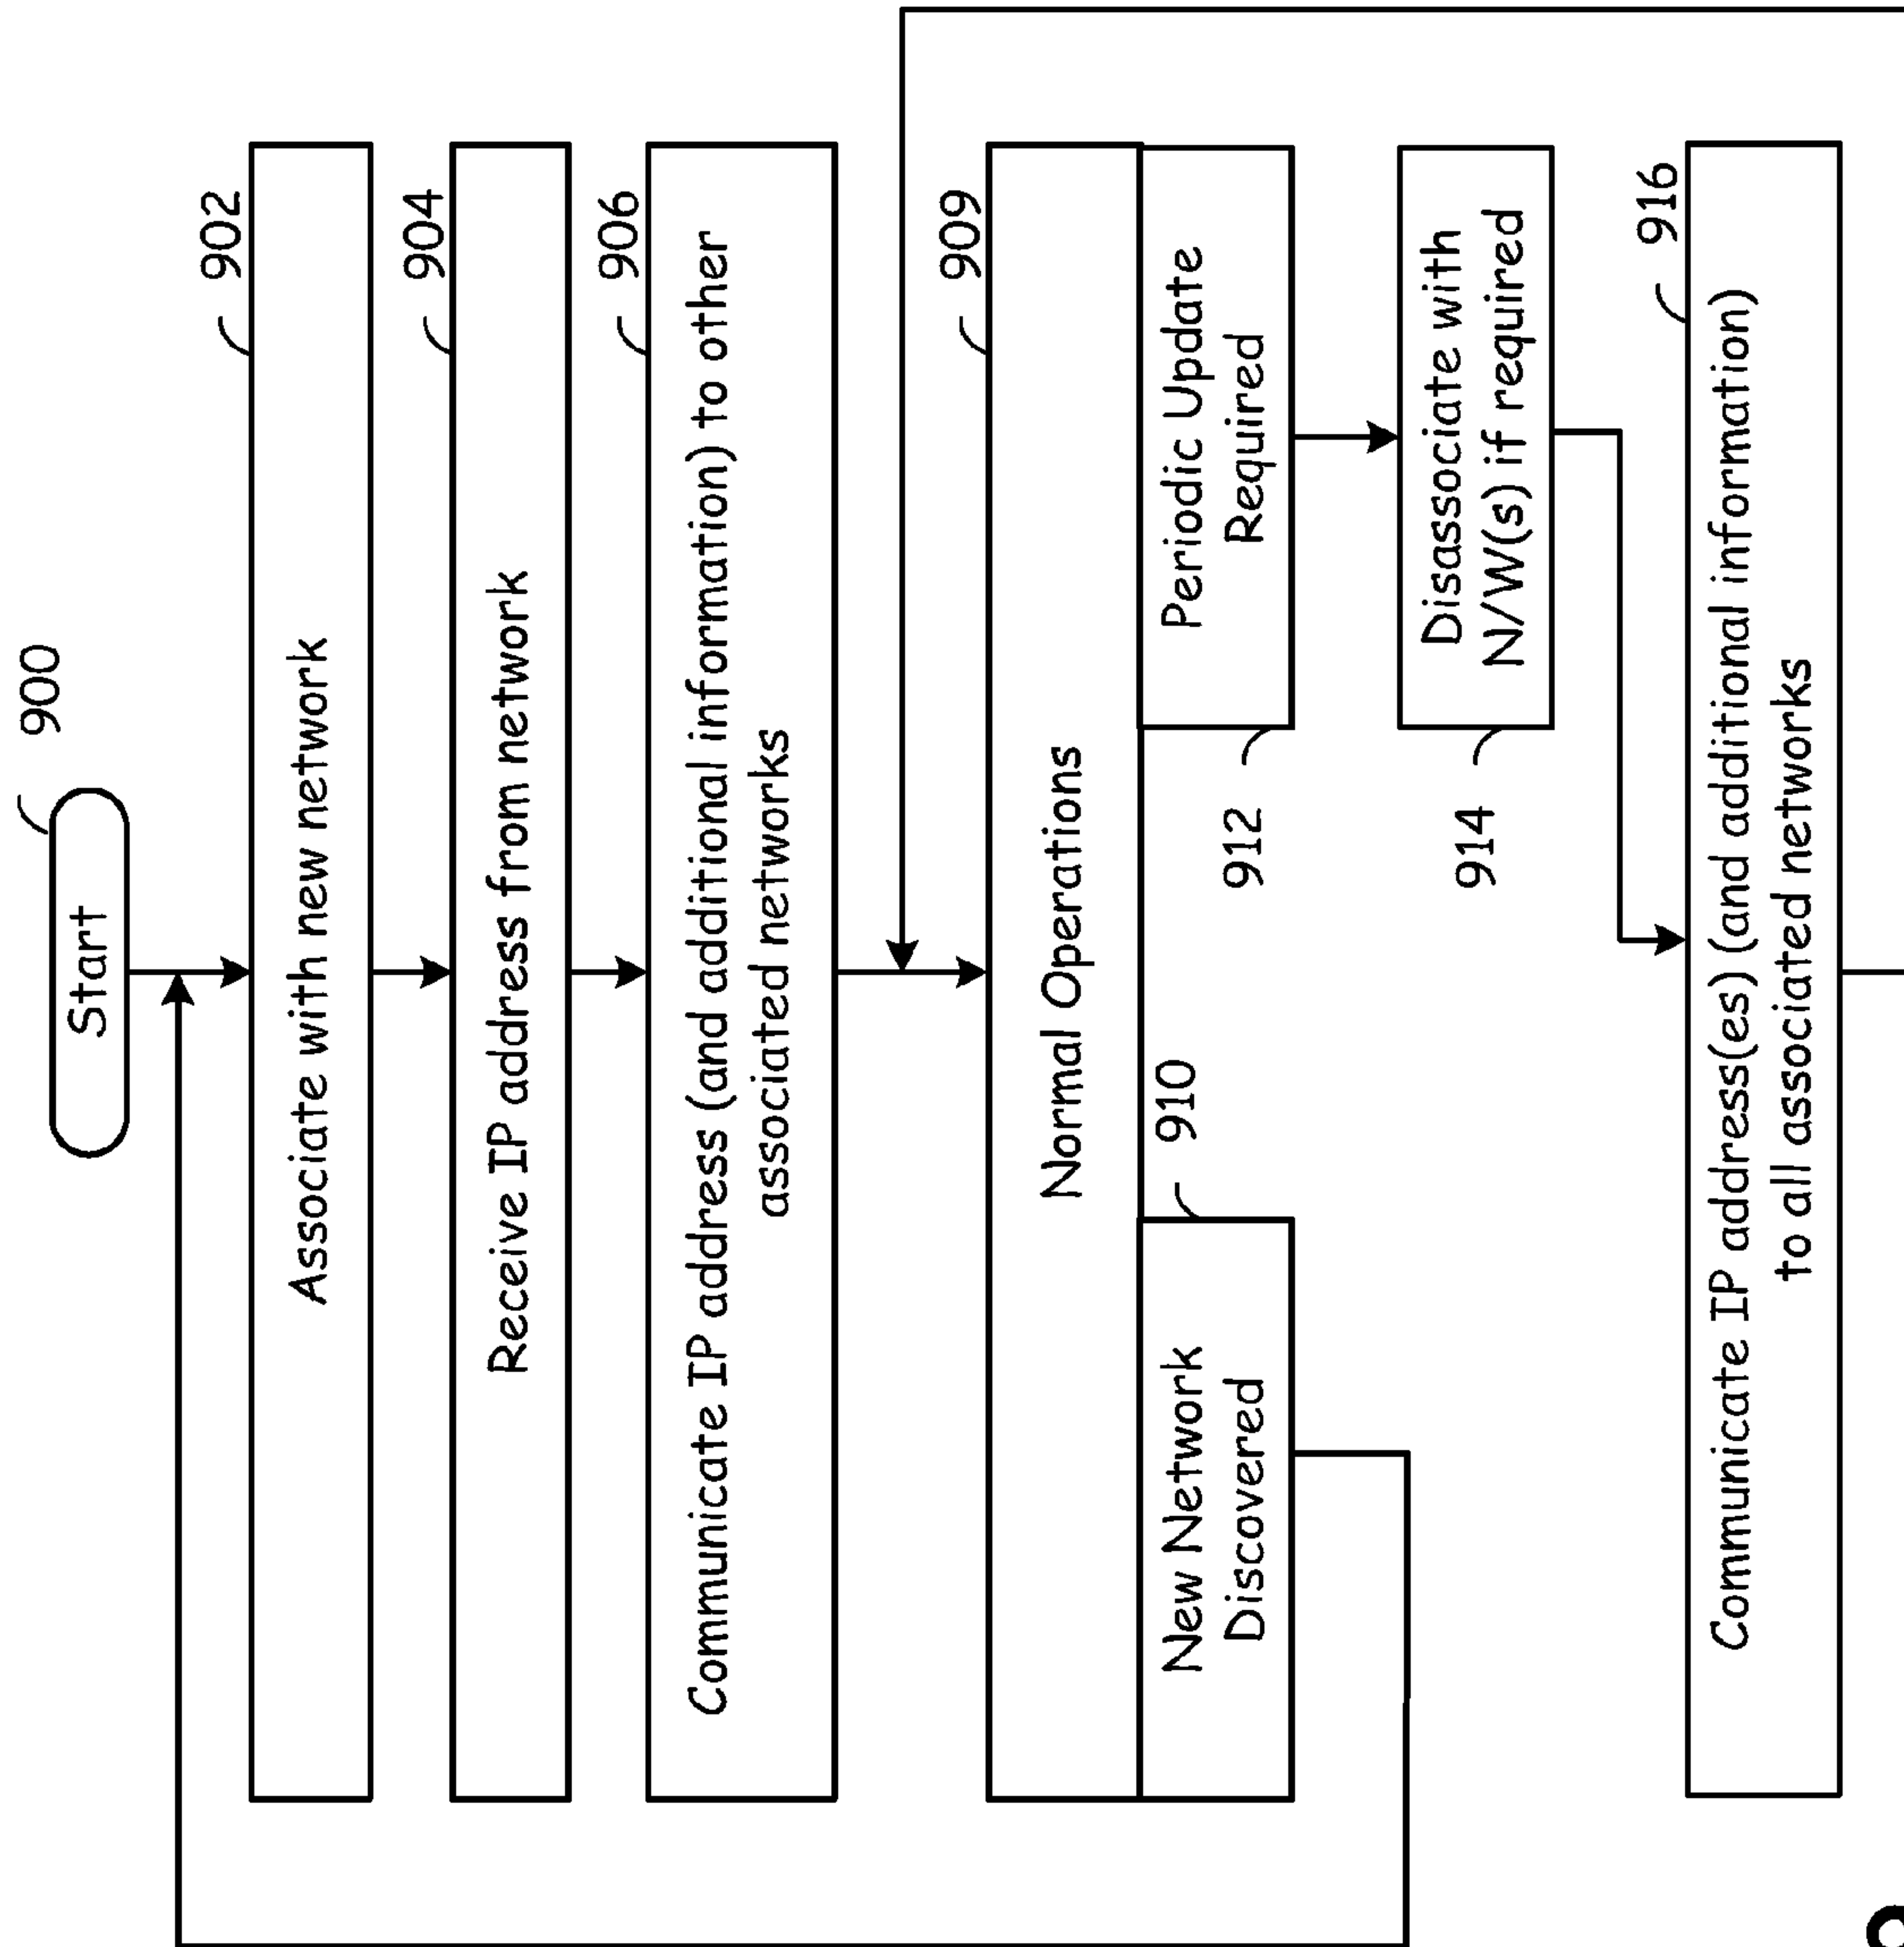 900
Start
902
Associate with new network
904
Receive IP address from network
906
Communicate IP address (and additional information) to other
associated networks
909
Normal Operations
910
New Network
Discovered
Periodic Update
Required
912
Disassociate with
N/W(s) if required
914
916
Communicate IP address(es) (and additional information)
to all associated networks